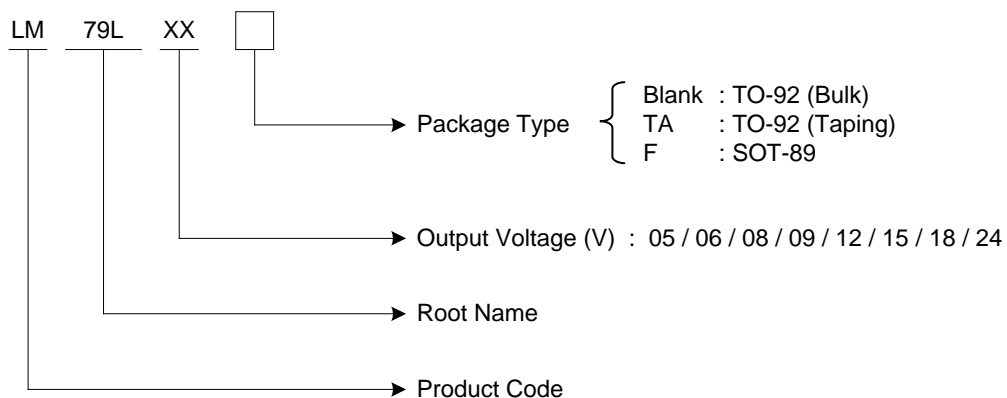 LM 79L XX
Blank : TO-92 (Bulk)
Package Type TA : TO-92 (Taping)
F : SOT-89
Output Voltage (V) : 05 / 06 / 08 / 09 / 12 / 15 / 18 / 24
Root Name
Product Code